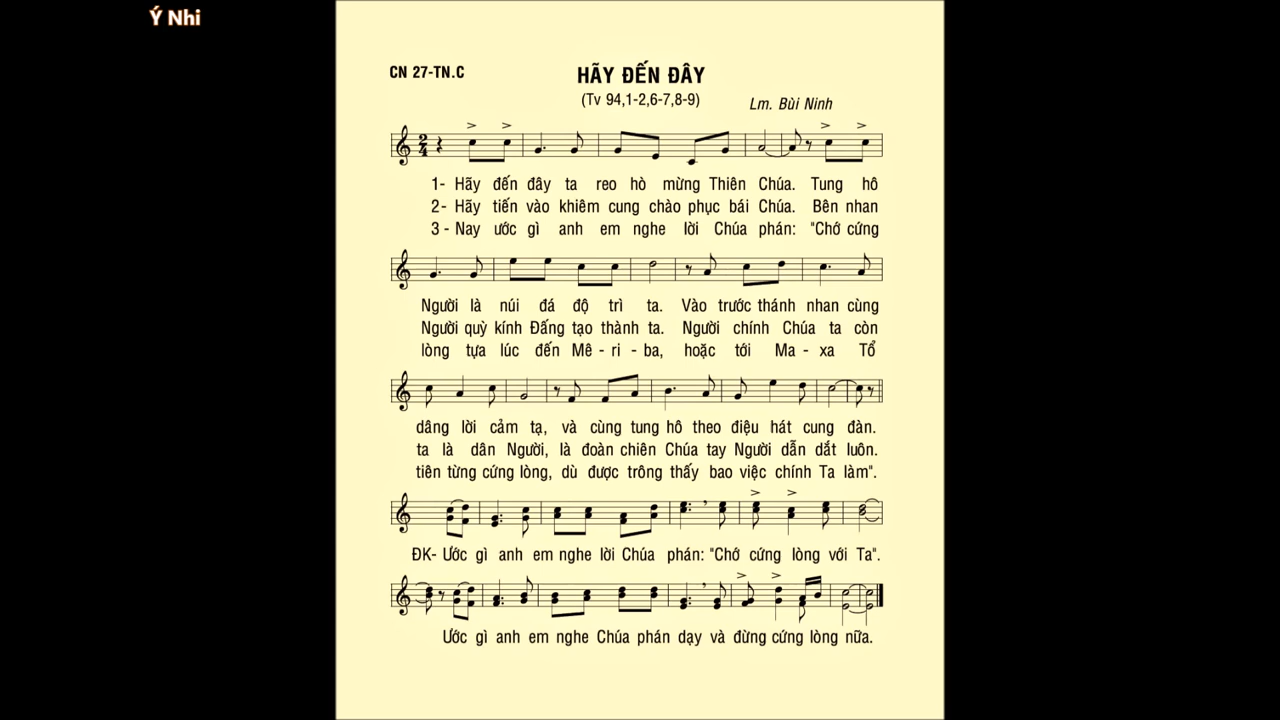 Ý Nhi
CN 27-TN.C
HÃY ĐẾN ĐÂY
(Tv 94,1-2,6-7,8-9)
Lm. Bùi Ninh
1- Hãy đến đây ta reo hò mừng Thiên Chúa. Tung hô
2- Hãy tiến vào khiêm cung chào phục bái Chúa. Bên nhan
3 - Nay ước gì anh em nghe lời Chúa phán: "Chớ cứng
Người là núi đá độ trì ta. Vào trước thánh nhan cùng
Người quỳ kính Đấng tạo thành ta. Người chính Chúa ta còn
lòng tựa lúc đến Mê - ri - ba, hoặc tới Ma - xa Tổ
dâng lời cảm tạ, và cùng tung hô theo điệu hát cung đàn.
ta là dân Người, là đoàn chiên Chúa tay Người dẫn dắt luôn.
tiên từng cứng lòng, dù được trông thấy bao việc chính Ta làm".
ĐK- Ước gì anh em nghe lời Chúa phán: "Chớ cứng lòng với Ta".
Ước gì anh em nghe Chúa phán dạy và đừng cứng lòng nữa.